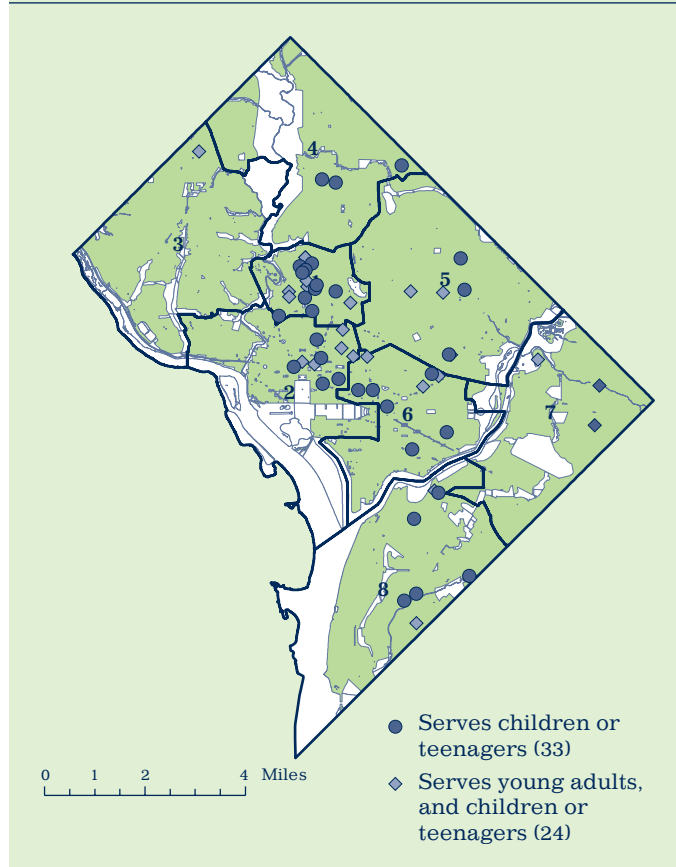 4
3
5
2
6
7
8
Serves children or
teenagers (33)
Serves young adults,
and children or
teenagers (24)
0 1 2 4 Miles